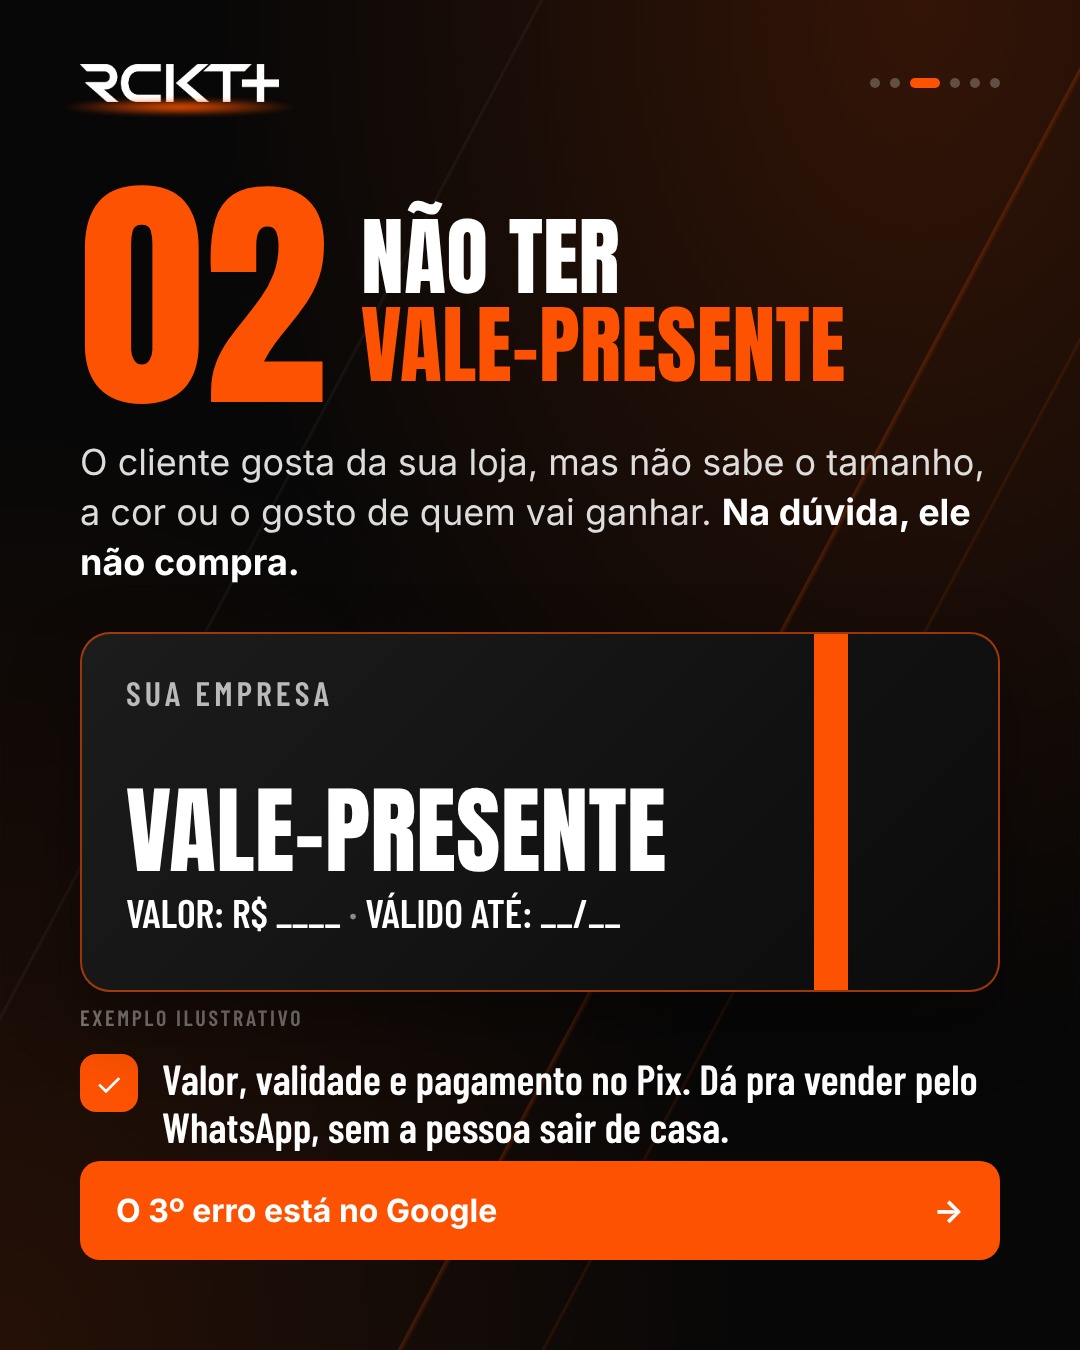 RCKT+
02
NÃO TER
VALE-PRESENTE
O cliente gosta da sua loja, mas não sabe o tamanho,
a cor ou o gosto de quem vai ganhar. Na dúvida, ele
não compra.
SUA EMPRESA
VALE-PRESENTE
VALOR: R$ ____ · VÁLIDO ATÉ: __/__
EXEMPLO ILUSTRATIVO
Valor, validade e pagamento no Pix. Dá pra vender pelo
WhatsApp, sem a pessoa sair de casa.
O 3º erro está no Google →